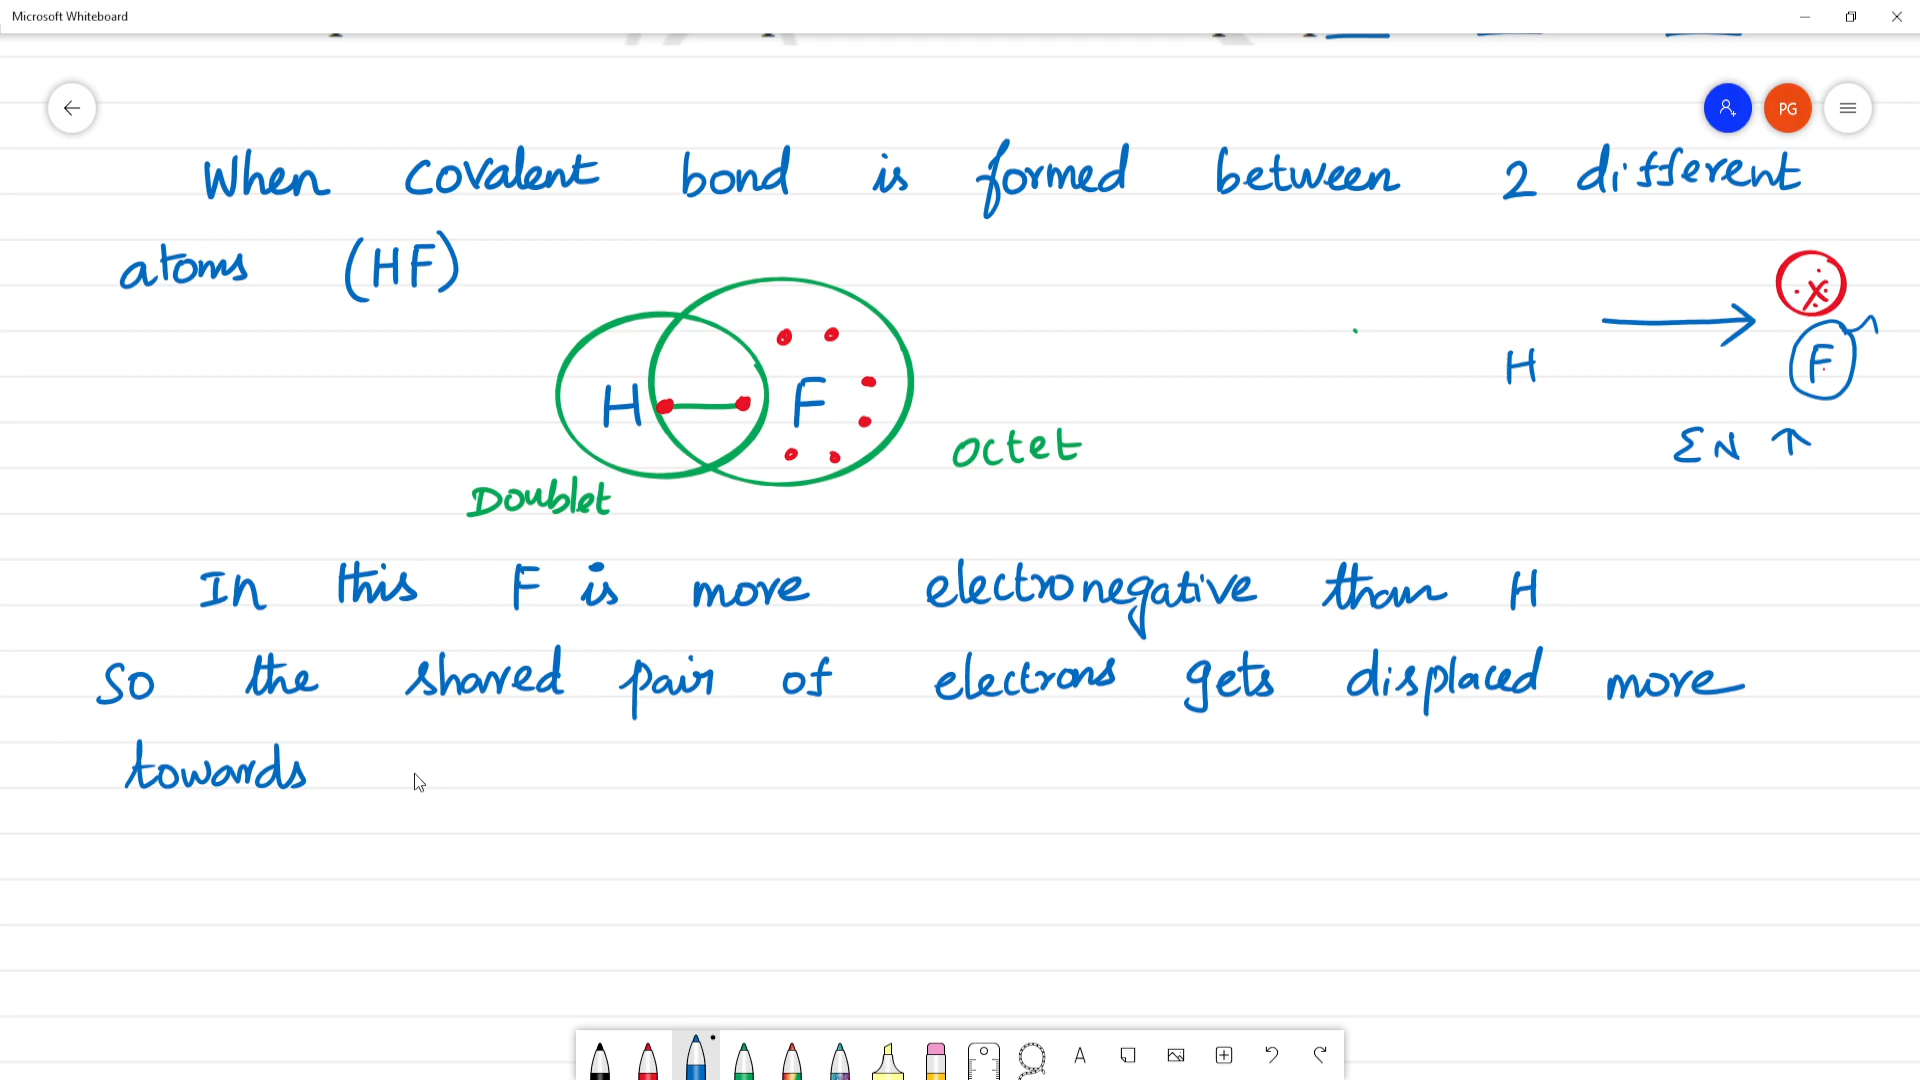 Microsoft Whiteboard
PG
When covalent bond is formed between 2 different
atoms (HF)
x
H F
H F
EN ↑
octet
Doublet
In this F is more electronegative than H
So the shared pair of electrons gets displaced more
towards
A